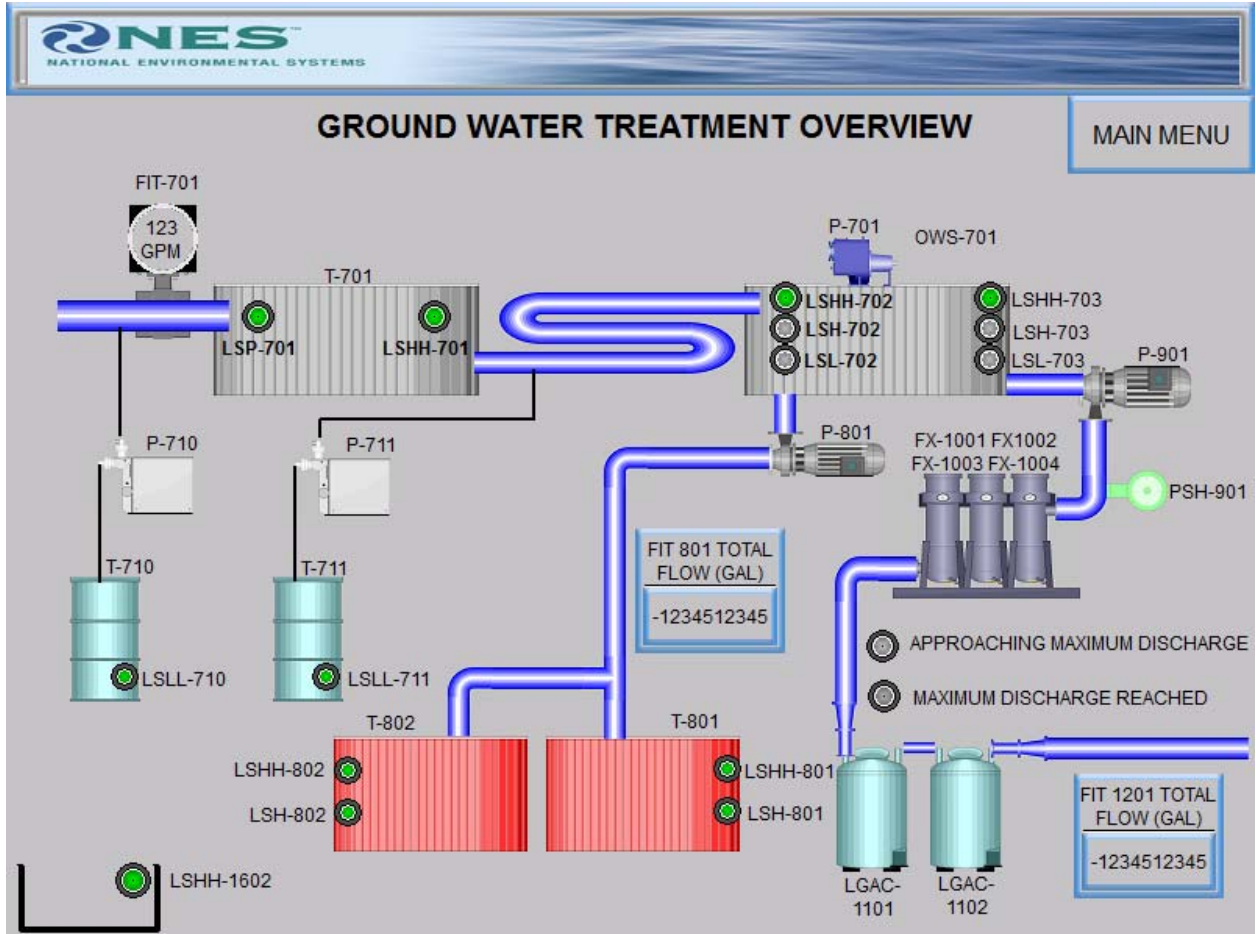 NES™
NATIONAL ENVIRONMENTAL SYSTEMS
GROUND WATER TREATMENT OVERVIEW
MAIN MENU
FIT-701
123
GPM
T-701
LSP-701
LSHH-701
P-701
OWS-701
LSHH-702
LSH-702
LSL-702
LSHH-703
LSH-703
LSL-703
P-901
P-710
P-711
P-801
FX-1001 FX1002
FX-1003 FX-1004
PSH-901
T-710
LSLL-710
T-711
LSLL-711
FIT 801 TOTAL
FLOW (GAL)
-1234512345
APPROACHING MAXIMUM DISCHARGE
MAXIMUM DISCHARGE REACHED
T-802
LSHH-802
LSH-802
T-801
LSHH-801
LSH-801
FIT 1201 TOTAL
FLOW (GAL)
-1234512345
LGAC-
1101
LGAC-
1102
LSHH-1602